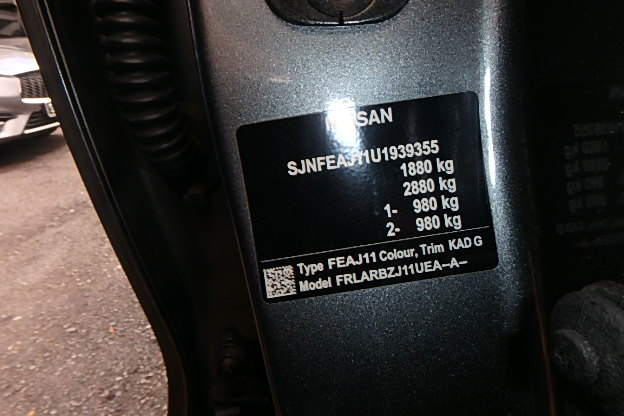 NISSAN
SJNFEAJ11U1939355
1880 kg
2880 kg
1- 980 kg
2- 980 kg
Type FEAJ11 Colour, Trim KAD G
Model FRLARBZJ11UEA-A-